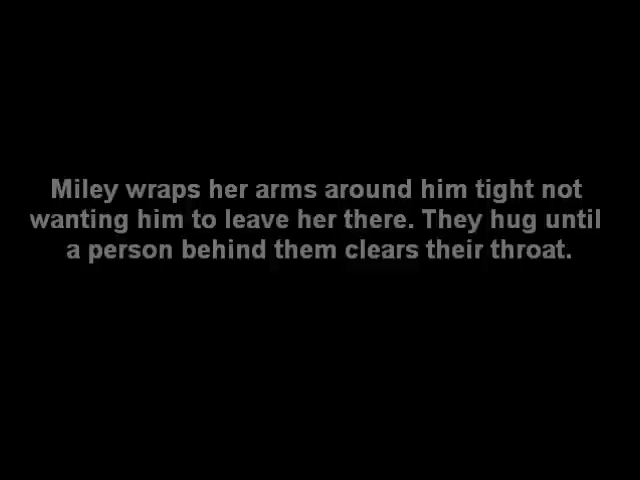 Miley wraps her arms around him tight not
wanting him to leave her there. They hug until
a person behind them clears their throat.